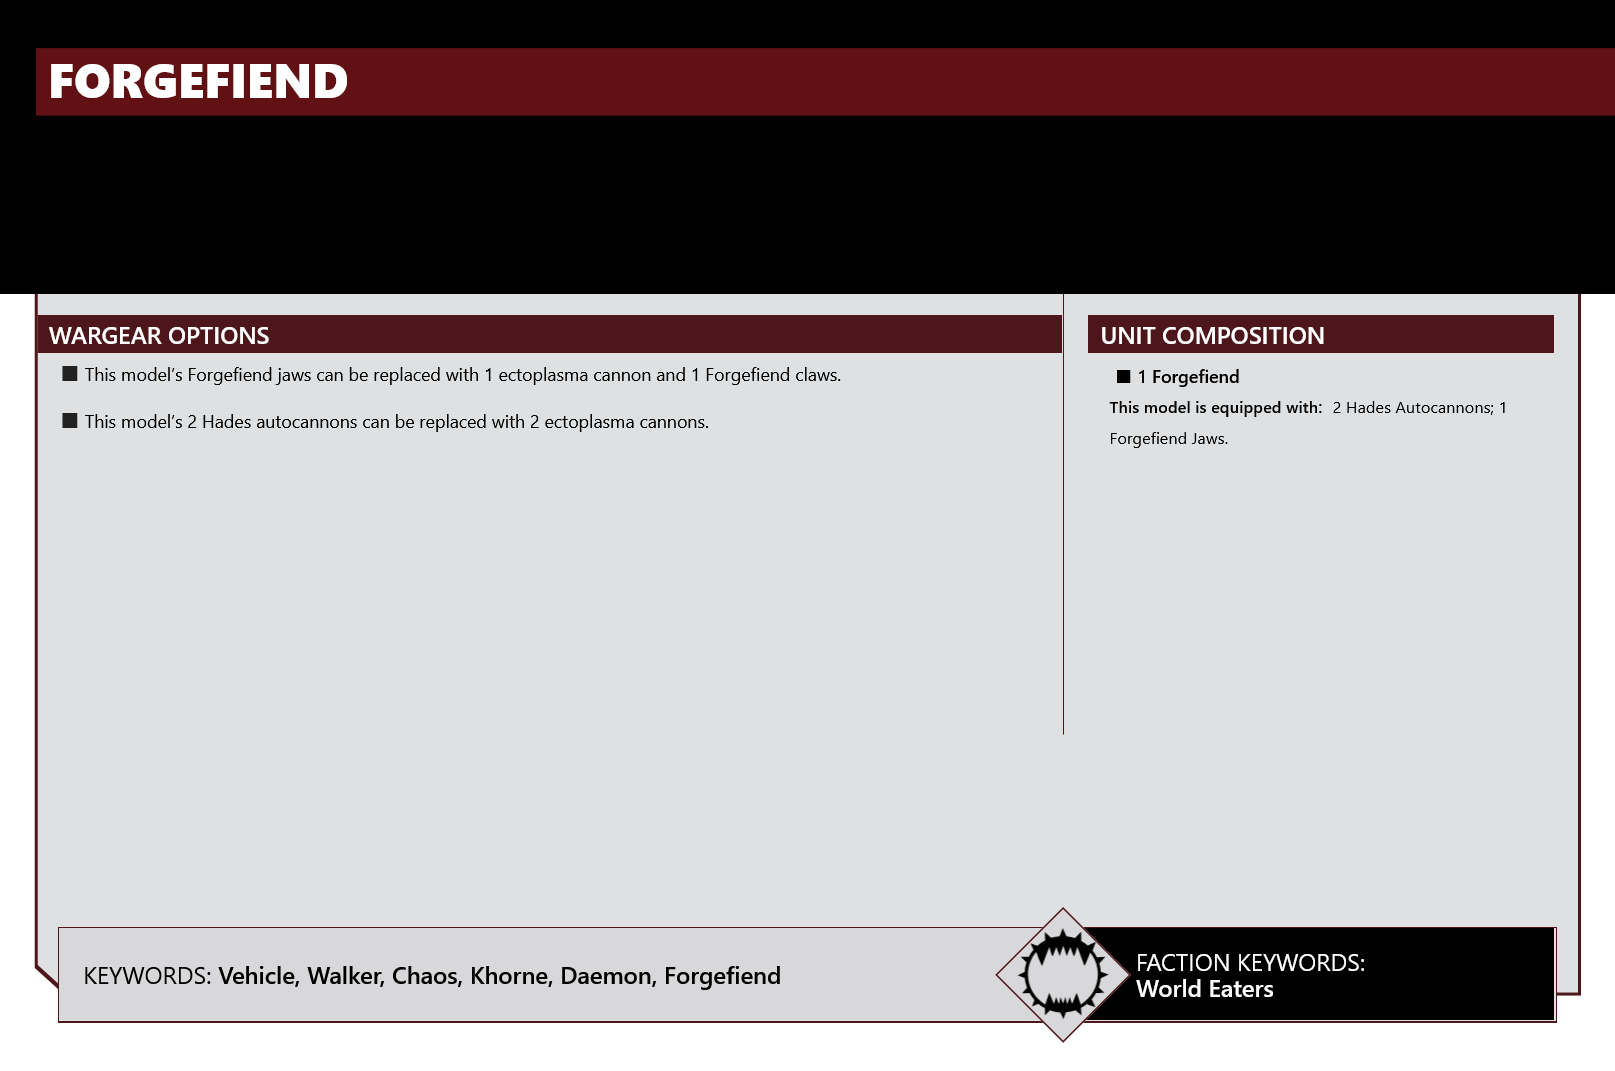 FORGEFIEND
WARGEAR OPTIONS
■ This model’s Forgefiend jaws can be replaced with 1 ectoplasma cannon and 1 Forgefiend claws.
■ This model’s 2 Hades autocannons can be replaced with 2 ectoplasma cannons.
UNIT COMPOSITION
■ 1 Forgefiend
This model is equipped with: 2 Hades Autocannons; 1
Forgefiend Jaws.
KEYWORDS: Vehicle, Walker, Chaos, Khorne, Daemon, Forgefiend
FACTION KEYWORDS:
World Eaters